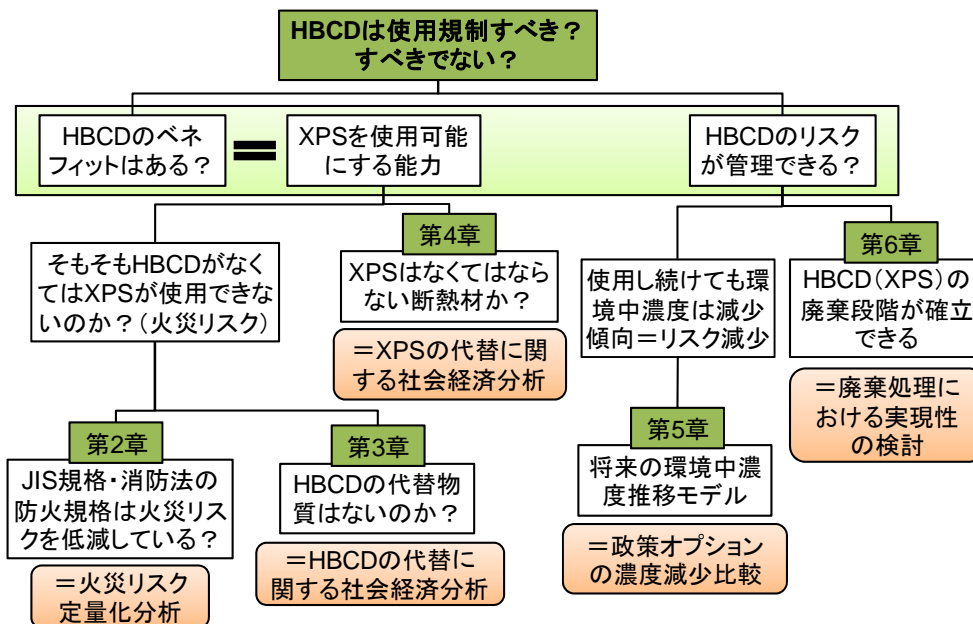 HBCDは使用規制すべき?
すべきでない?
HBCDのベネ
フィットはある?
=
XPSを使用可能
にする能力
HBCDのリスク
が管理できる?
そもそもHBCDがなく
てはXPSが使用できな
いのか?(火災リスク)
第4章
XPSはなくてはなら
ない断熱材か?
=XPSの代替に関
する社会経済分析
使用し続けても環
境中濃度は減少
傾向=リスク減少
第6章
HBCD(XPS)の
廃棄段階が確立
できる
=廃棄処理に
おける実現性
の検討
第2章
JIS規格・消防法の
防火規格は火災リス
クを低減している?
=火災リスク
定量化分析
第3章
HBCDの代替物
質はないのか?
=HBCDの代替に
関する社会経済分析
第5章
将来の環境中濃
度推移モデル
=政策オプション
の濃度減少比較